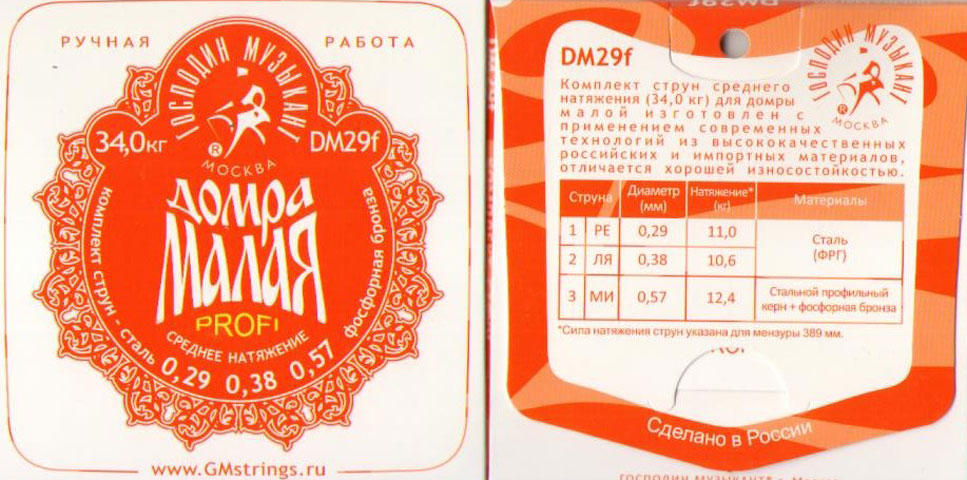 РУЧНАЯ РАБОТА
ГОСПОДИН МУЗЫКАНТ
®
МОСКВА
34,0кг
DM29f
ДОМРА
МАЛАЯ
PROFI
СРЕДНЕЕ НАТЯЖЕНИЕ
комплект струн - сталь 0,29 0,38 0,57 фосфорная бронза
www.GMstrings.ru
DM29f
ГОСПОДИН МУЗЫКАНТ
®
МОСКВА
Комплект струн среднего
натяжения (34,0 кг) для домры
малой изготовлен с
применением современных
технологий из высококачественных
российских и импортных материалов,
отличается хорошей износостойкостью.
Струна Диаметр (мм) Натяжение* (кг) Материалы
1 РЕ 0,29 11,0 Сталь (ФРГ)
2 ЛЯ 0,38 10,6
3 МИ 0,57 12,4 Стальной профильный керн + фосфорная бронза
*Сила натяжения струн указана для мензуры 389 мм.
Сделано в России